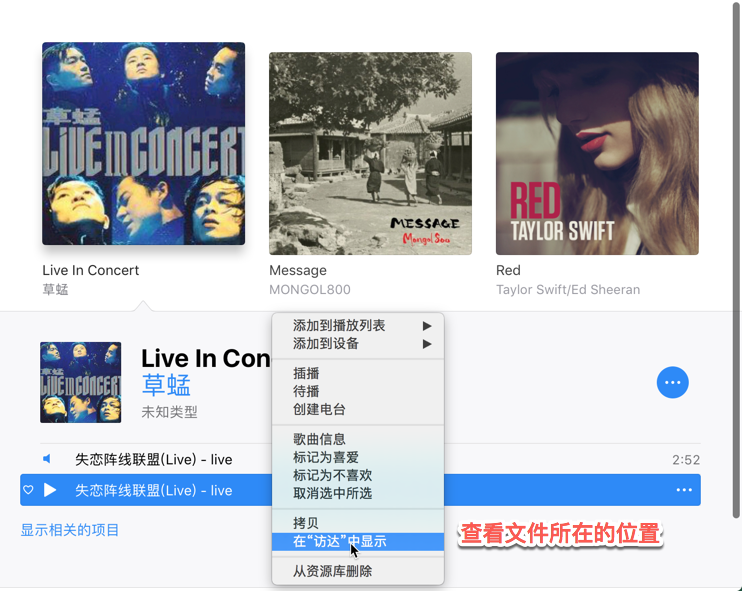 草蜢
LIVE IN CONCERT
MESSAGE
Mongol 800
RED
TAYLOR SWIFT
Live In Concert
草蜢
Message
MONGOL800
Red
Taylor Swift/Ed Sheeran
草蜢
LIVE IN CONCERT
Live In Con
草蜢
未知类型
失恋阵线联盟(Live) - live
2:52
失恋阵线联盟(Live) - live
显示相关的项目
添加到播放列表
添加到设备
插播
待播
创建电台
歌曲信息
标记为喜爱
标记为不喜欢
取消选中所选
拷贝
在“访达”中显示
从资源库删除
查看文件所在的位置